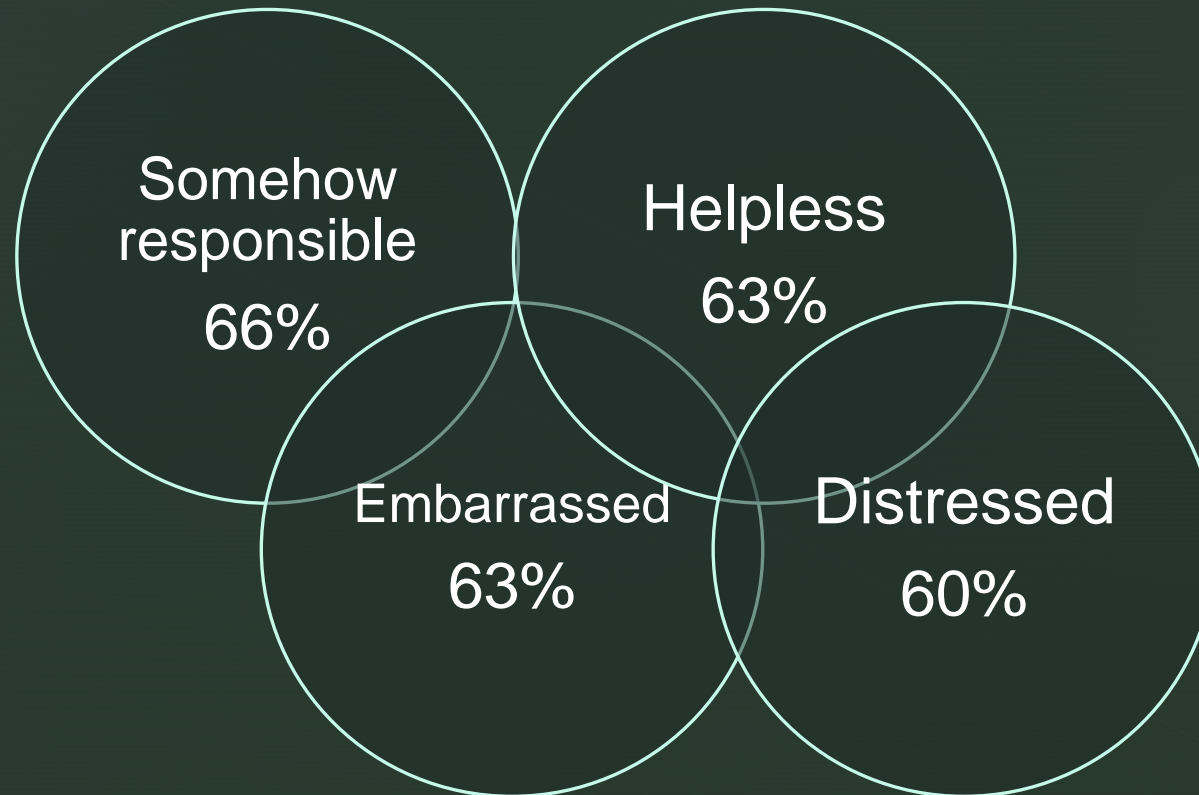 Somehow
responsible
66%
Helpless
63%
Embarrassed
63%
Distressed
60%